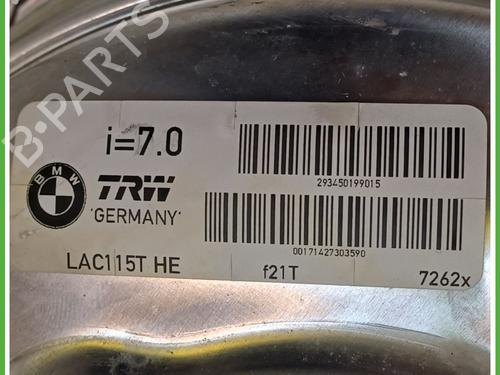 B-PARTS
i=7.0
293450199015
BMW
TRW
'GERMANY'
00171427303590
LAC115T HE
f21T
7262x